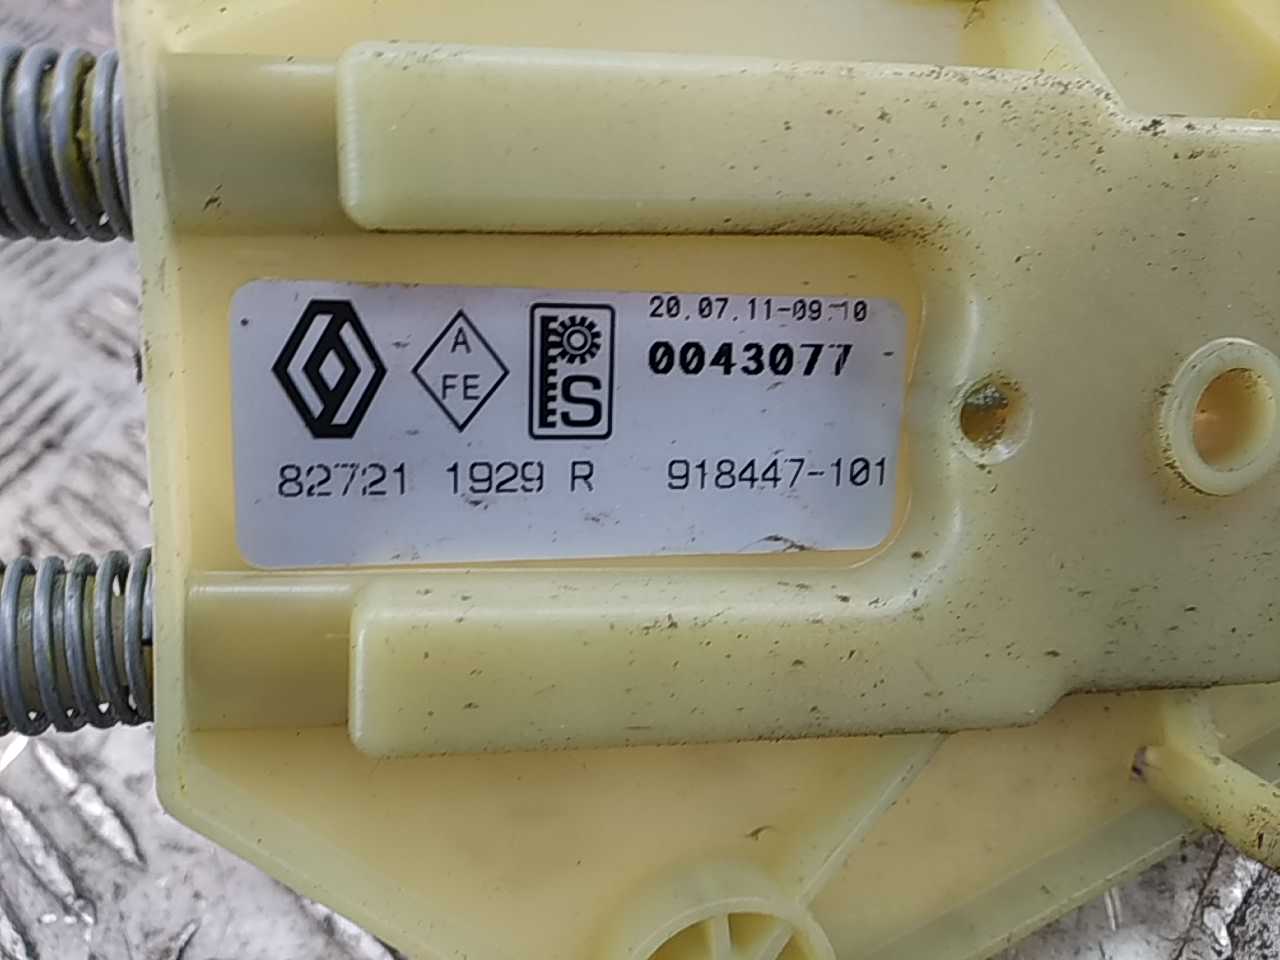 A
FE
S
20.07.11-09:10
0043077
82721 1929 R 918447-101